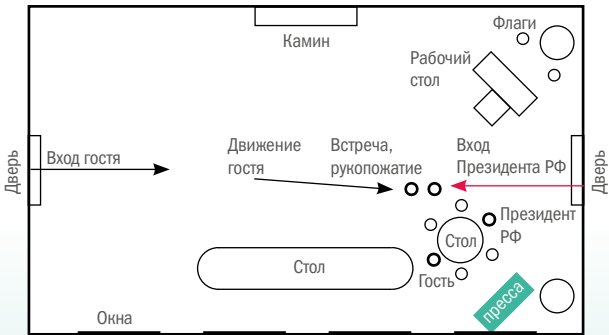 Флаги
Камин
Рабочий
стол
Дверь
Вход гостя
Движение
гостя
Встреча,
рукопожатие
Вход
Президента РФ
Дверь
Президент
РФ
Стол
Стол
Гость
пресса
Окна